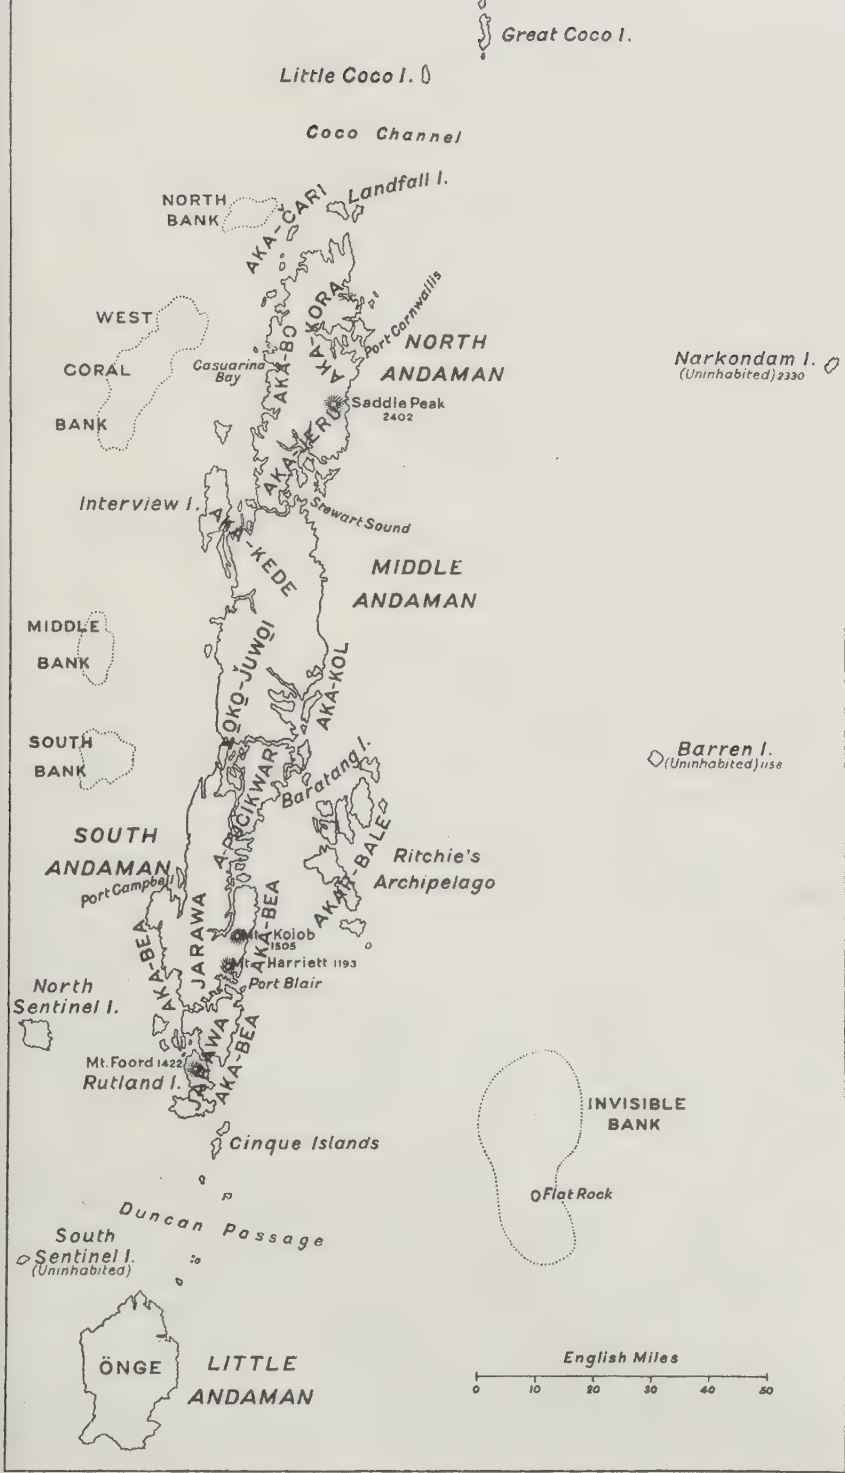 Great Coco I.
Little Coco I.
Coco Channel
NORTH
BANK
AKA-ČARI
Landfall I.
WEST
CORAL
BANK
AKA-KORA
Port Cornwallis
AKA-BO
Casuarina
Bay
NORTH
ANDAMAN
Narkondam I.
(Uninhabited) 2330
Saddle Peak
2402
AKA-JERU
Interview I.
Stewart Sound
AKA-KEDE
MIDDLE
ANDAMAN
MIDDLE
BANK
OKO-JUWOI
AKA-KOL
SOUTH
BANK
Baratang I.
Barren I.
(Uninhabited) 1158
A-PUCIKWAR
SOUTH
ANDAMAN
AKAR-BALE
Ritchie's
Archipelago
Port Campbell
JARAWA
AKA-BEA
AKA-BEA
Mt. Koiob
1505
Mt. Harriett 1193
Port Blair
North
Sentinel I.
JARAWA
AKA-BEA
Mt. Foord 1422
Rutland I.
INVISIBLE
BANK
Cinque Islands
Flat Rock
Duncan Passage
South
Sentinel I.
(Uninhabited)
ÖNGE
LITTLE
ANDAMAN
English Miles
0 10 20 30 40 50